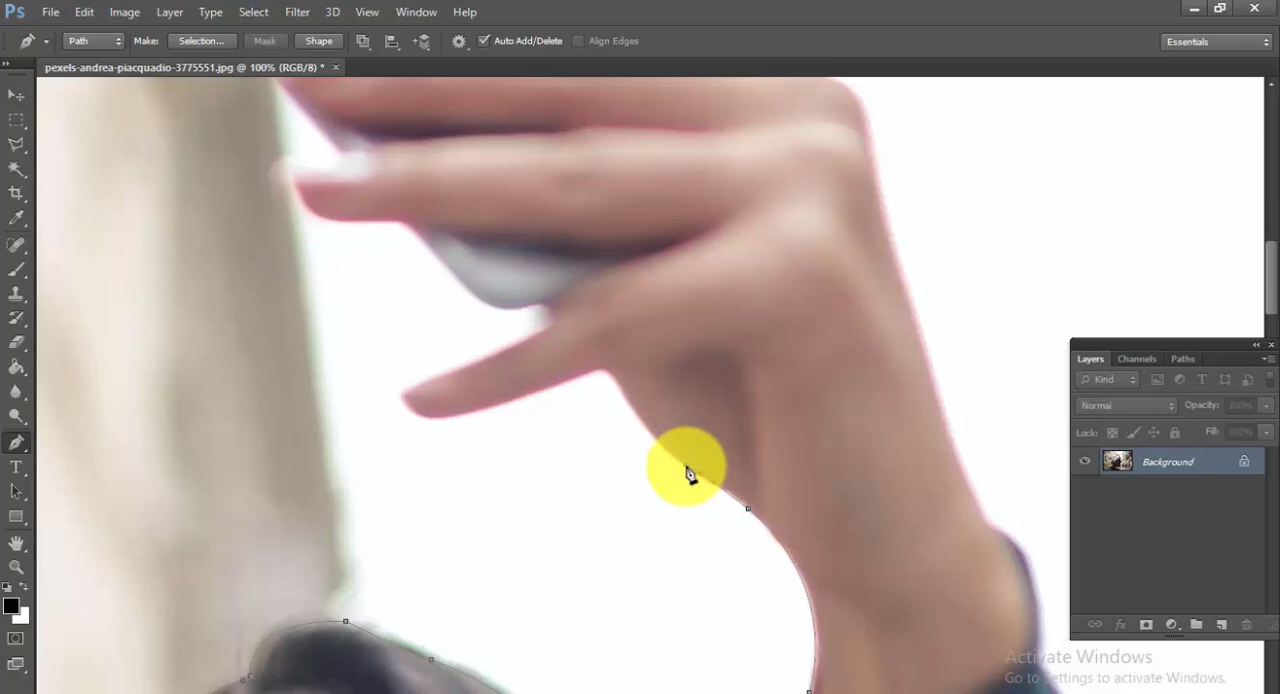 Ps File Edit Image Layer Type Select Filter 3D View Window Help
Path Make: Selection... Mask Shape Auto Add/Delete Align Edges Essentials
pexels-andrea-piacquadio-3775551.jpg @ 100% (RGB/8) * ×
Layers Channels Paths
Kind T
Normal Opacity: 100%
Lock: Fill: 100%
Background
T
fx
Activate Windows
Go to Settings to activate Windows.